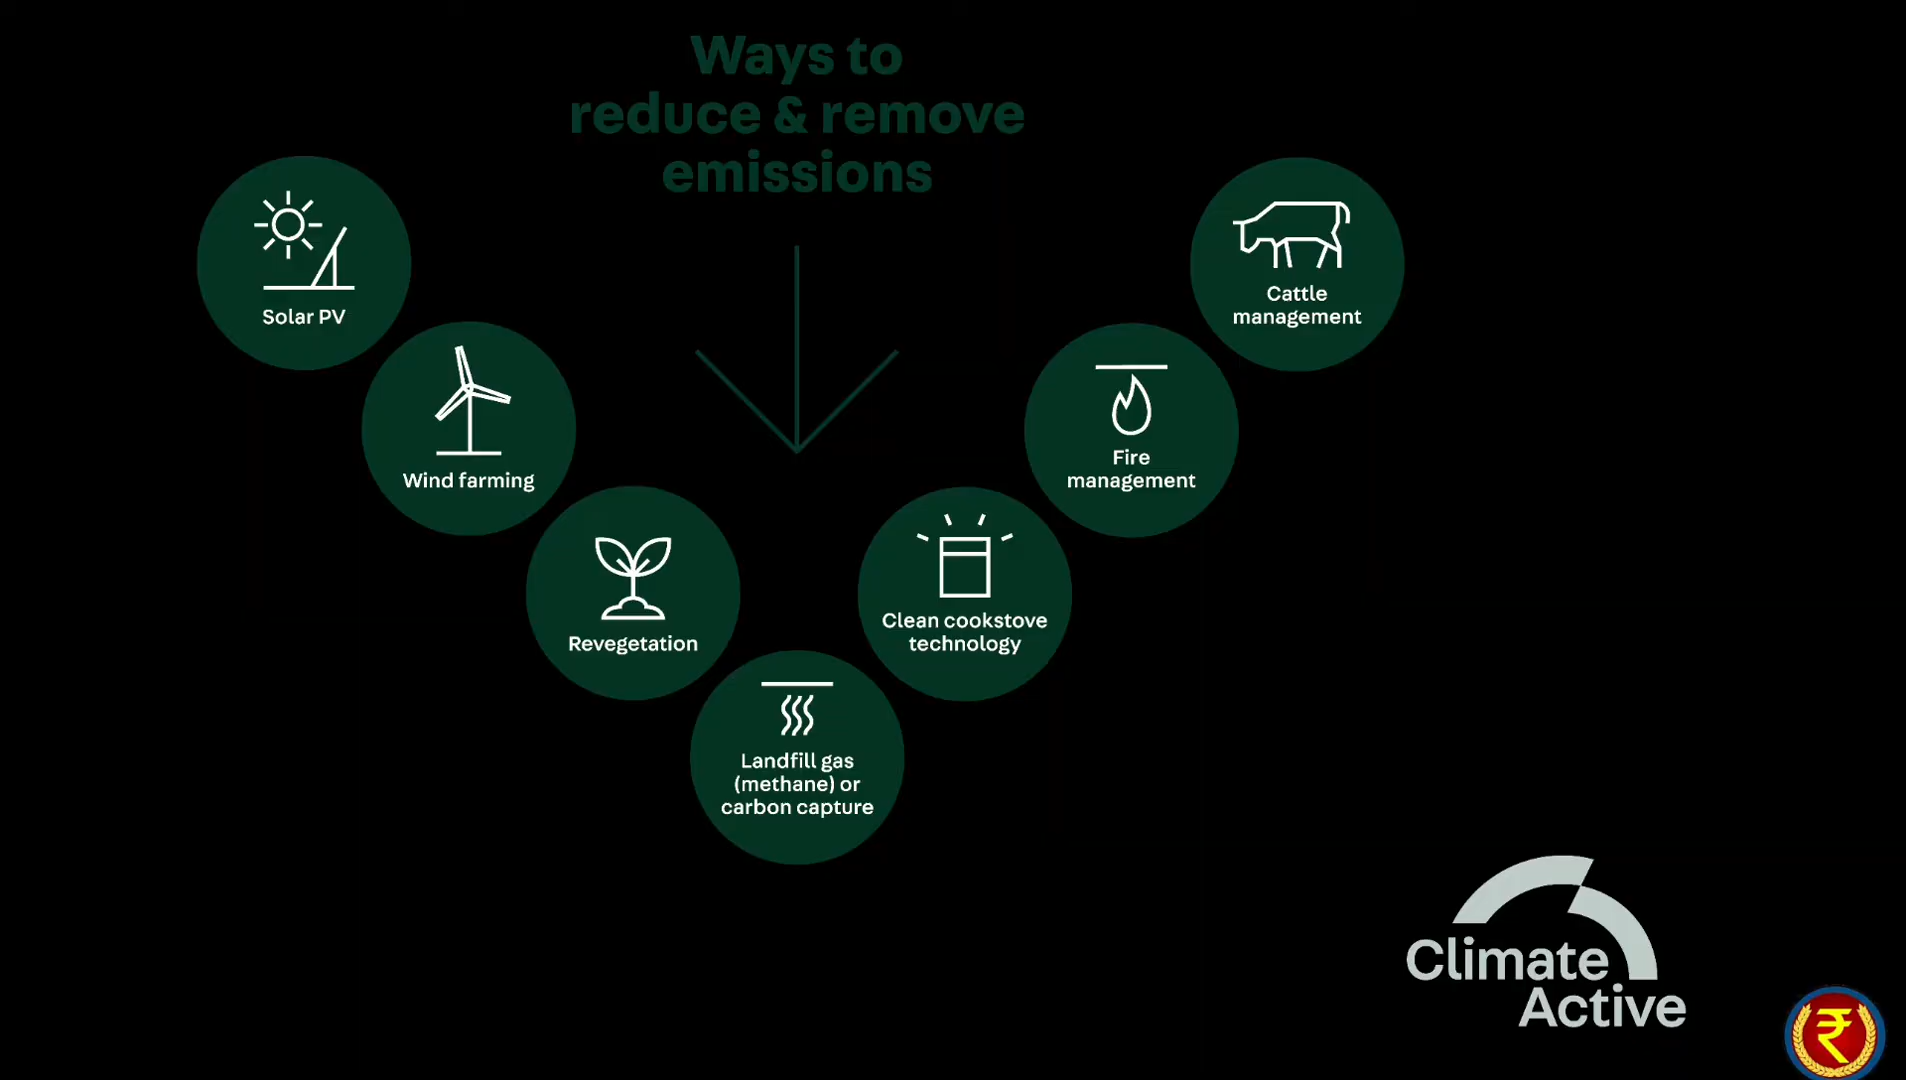 Ways to
reduce & remove
emissions
Solar PV
Wind farming
Revegetation
Landfill gas
(methane) or
carbon capture
Clean cookstove
technology
Fire
management
Cattle
management
Climate
Active
₹